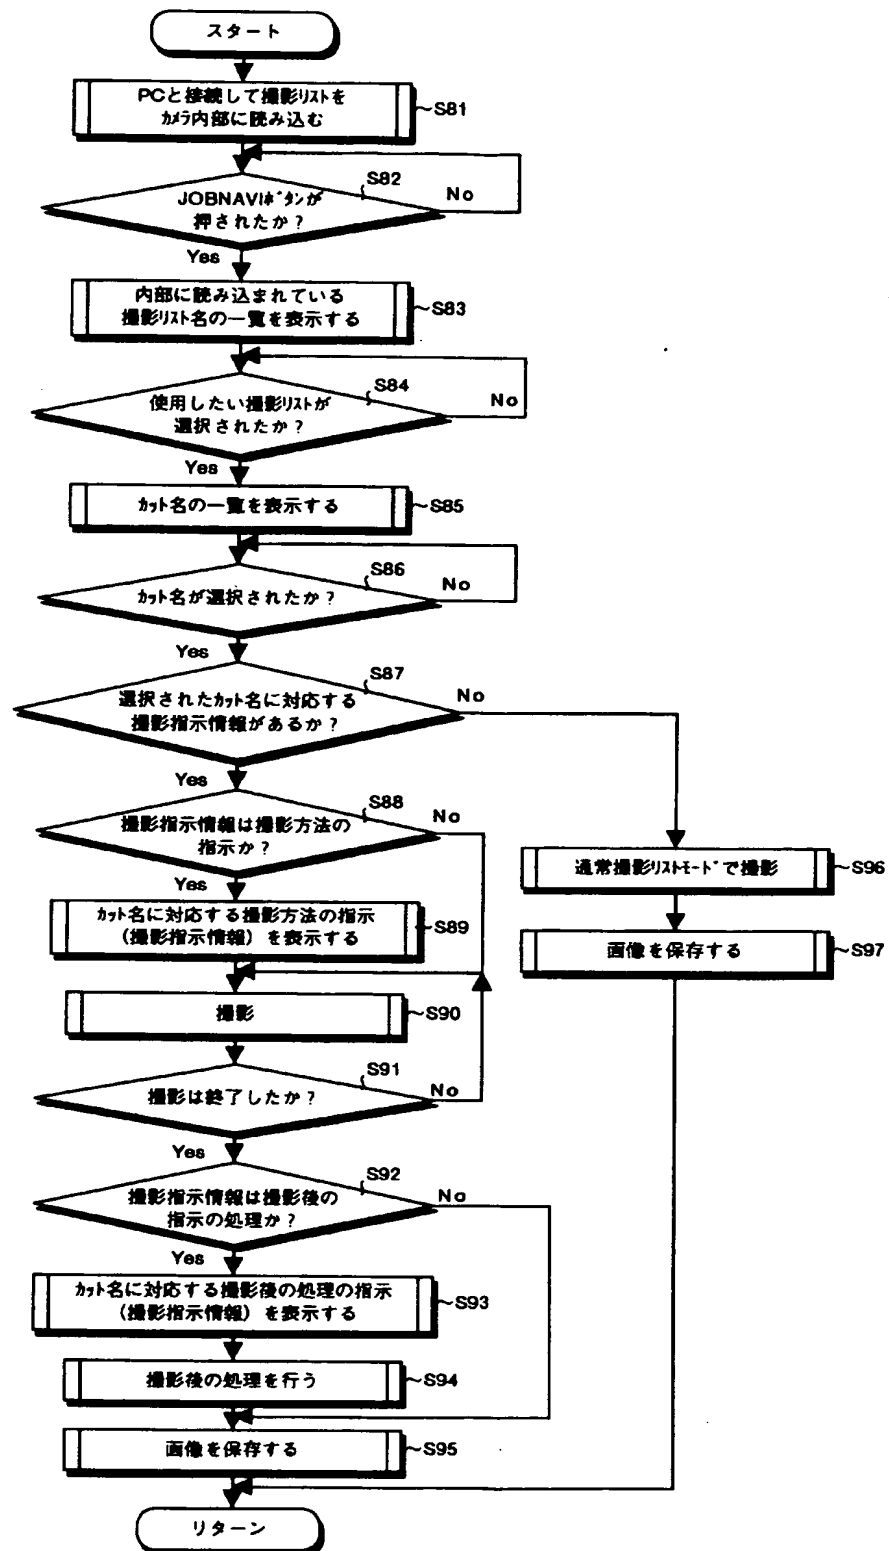 スタート
PCと接続して撮影リストを
カメラ内部に読み込む
S81
S82
No
JOBNAVIボタンが
押されたか？
Yes
内部に読み込まれている
撮影リスト名の一覧を表示する
S83
S84
No
使用したい撮影リストが
選択されたか？
Yes
カット名の一覧を表示する
S85
S86
No
カット名が選択されたか？
Yes
S87
No
選択されたカット名に対応する
撮影指示情報があるか？
Yes
S88
No
撮影指示情報は撮影方法の
指示か？
Yes
カット名に対応する撮影方法の指示
（撮影指示情報）を表示する
S89
通常撮影リストモードで撮影
S96
画像を保存する
S97
撮影
S90
S91
No
撮影は終了したか？
Yes
S92
No
撮影指示情報は撮影後の
指示の処理か？
Yes
カット名に対応する撮影後の処理の指示
（撮影指示情報）を表示する
S93
撮影後の処理を行う
S94
画像を保存する
S95
リターン